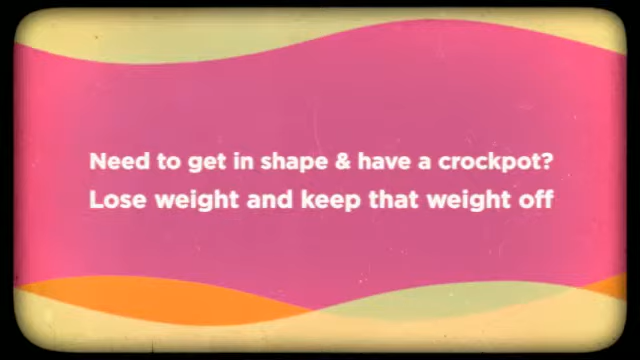 Need to get in shape & have a crockpot?
Lose weight and keep that weight off